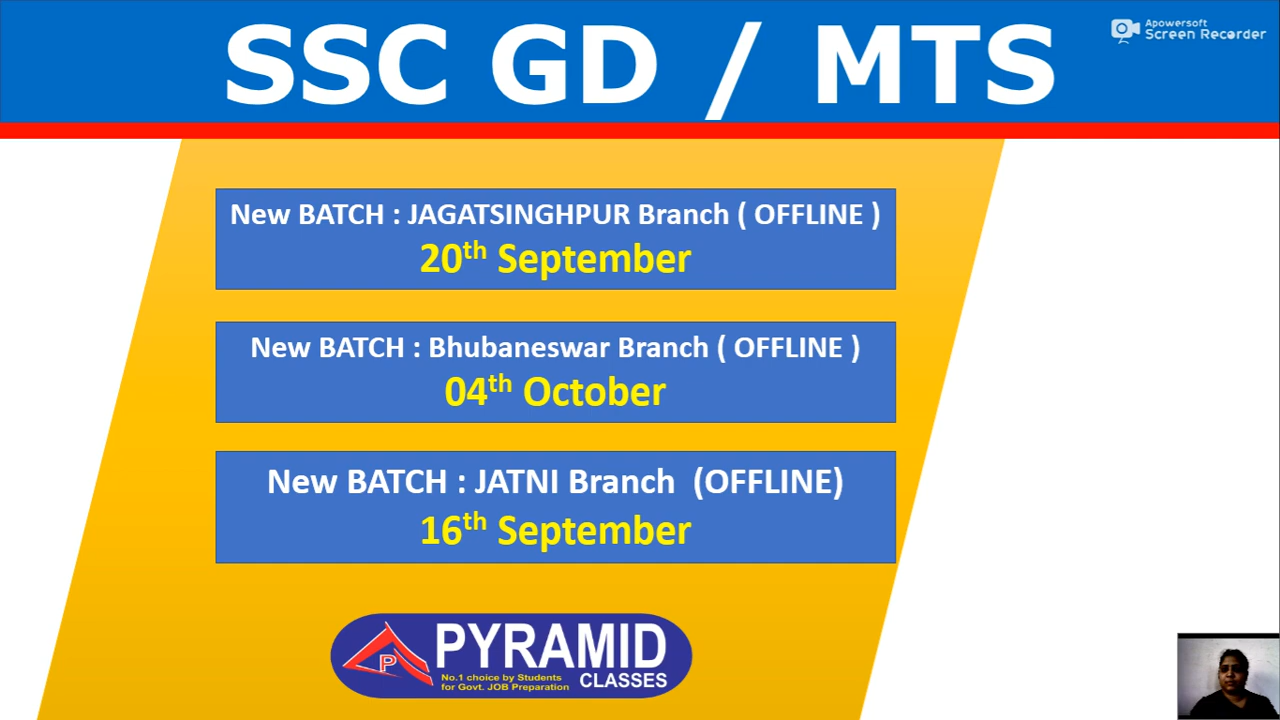 SSC GD / MTS
Apowersoft
Screen Recorder
New BATCH : JAGATSINGHPUR Branch ( OFFLINE )
20th September
New BATCH : Bhubaneswar Branch ( OFFLINE )
04th October
New BATCH : JATNI Branch (OFFLINE)
16th September
P
PYRAMID
No.1 choice by Students
for Govt. JOB Preparation
CLASSES